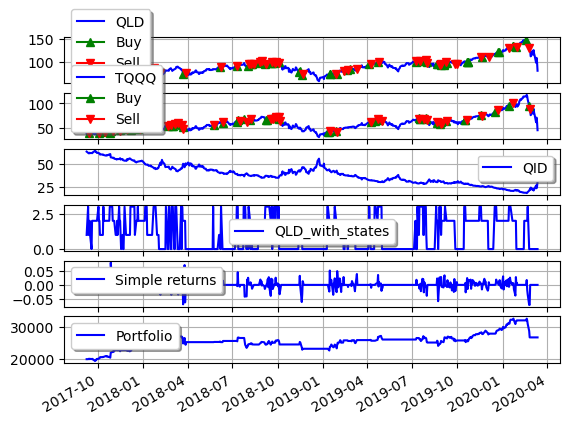 QLD
Buy
Sell
150
100
TQQQ
Buy
Sell
100
50
QID
50
25
QLD_with_states
2.5
0.0
Simple returns
0.05
0.00
−0.05
Portfolio
30000
20000
2017-10
2018-01
2018-04
2018-07
2018-10
2019-01
2019-04
2019-07
2019-10
2020-01
2020-04